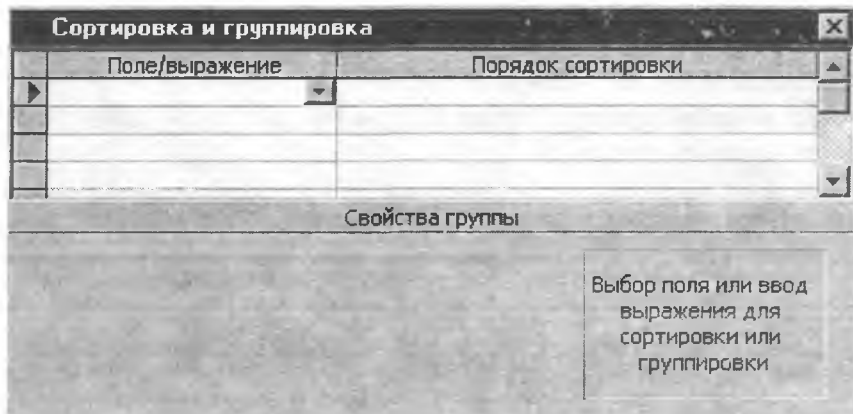 Сортировка и группировка
Поле/выражение Порядок сортировки
Свойства группы
Выбор поля или ввод
выражения для
сортировки или
группировки